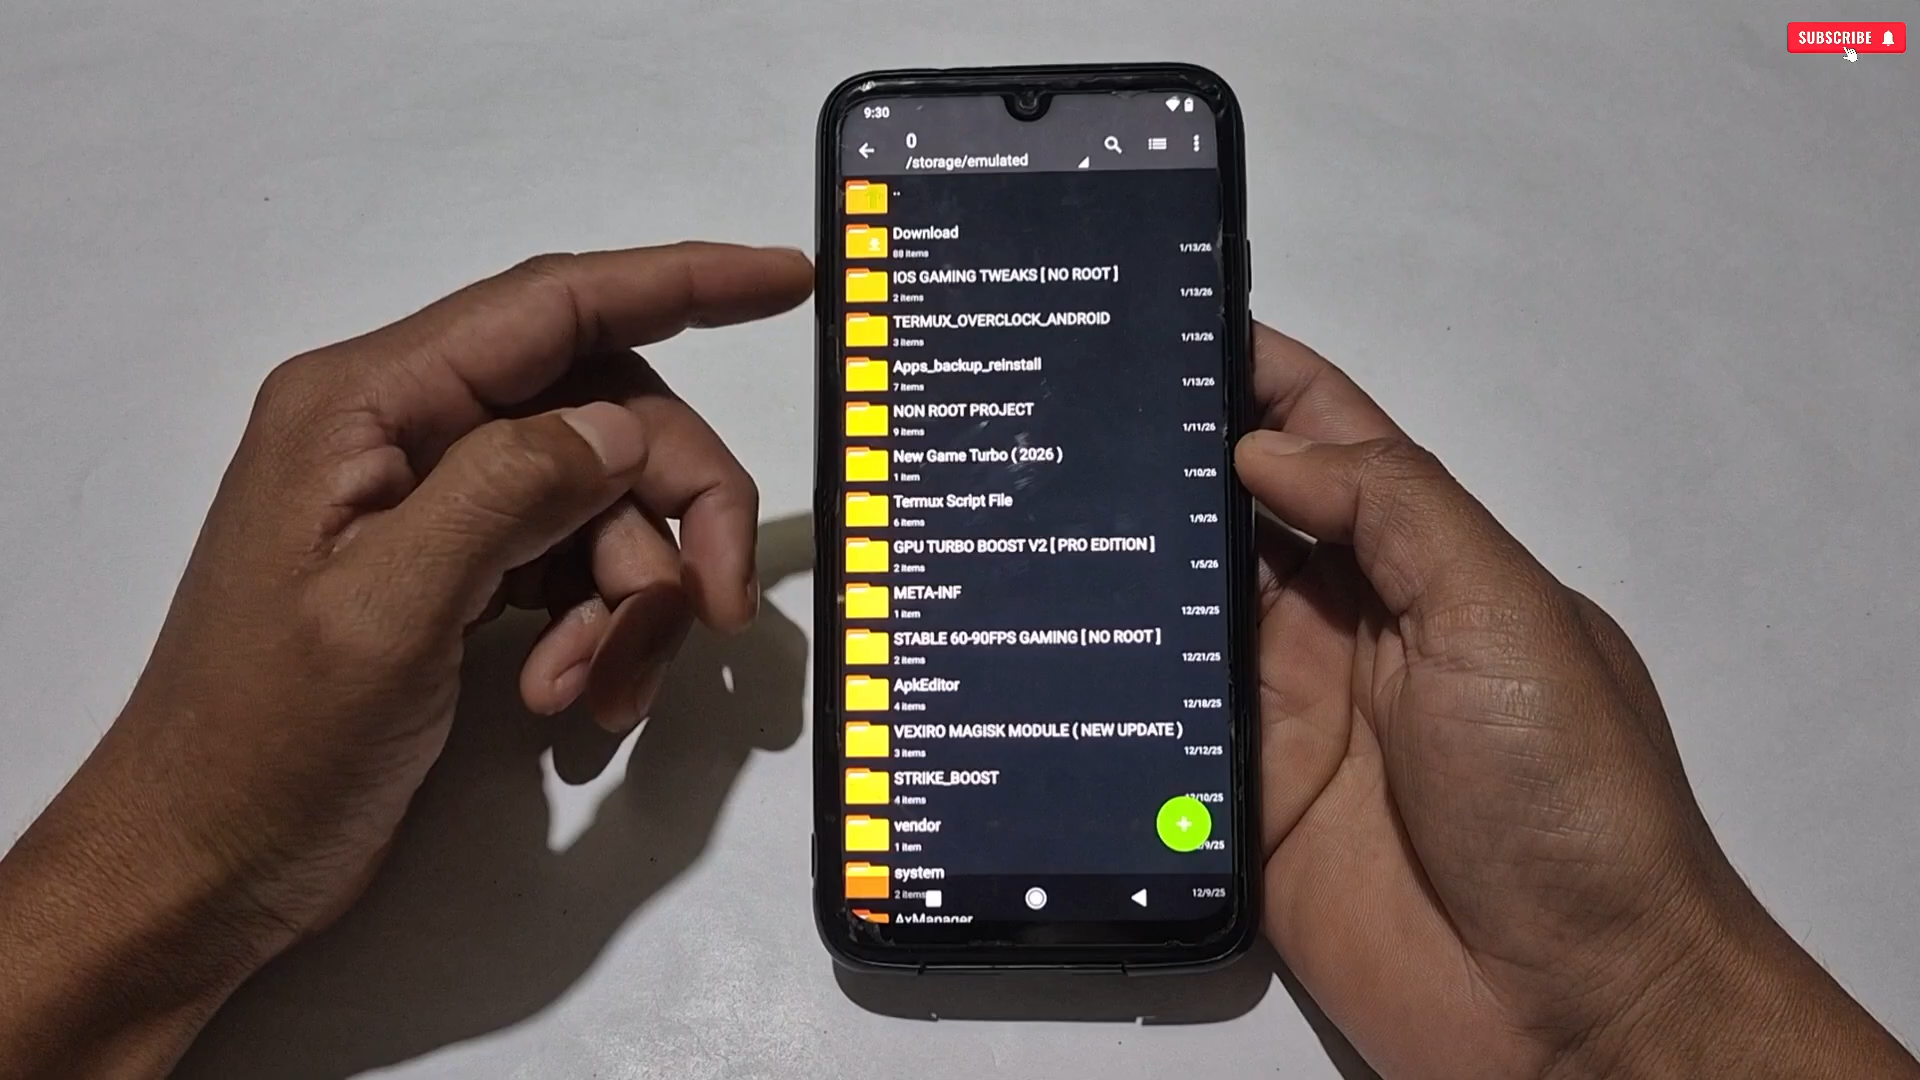 SUBSCRIBE
9:30
0
/storage/emulated
..
Download
88 items
1/13/26
IOS GAMING TWEAKS [ NO ROOT ]
2 items
1/13/26
TERMUX_OVERCLOCK_ANDROID
3 items
1/13/26
Apps_backup_reinstall
7 items
1/13/26
NON ROOT PROJECT
9 items
1/11/26
New Game Turbo ( 2026 )
1 item
1/10/26
Termux Script File
6 items
1/9/26
GPU TURBO BOOST V2 [ PRO EDITION ]
2 items
1/5/26
META-INF
1 item
12/29/25
STABLE 60-90FPS GAMING [ NO ROOT ]
2 items
12/21/25
ApkEditor
4 items
12/18/25
VEXIRO MAGISK MODULE ( NEW UPDATE )
3 items
12/12/25
STRIKE_BOOST
4 items
12/10/25
vendor
1 item
/9/25
system
2 items
12/9/25
AxManager